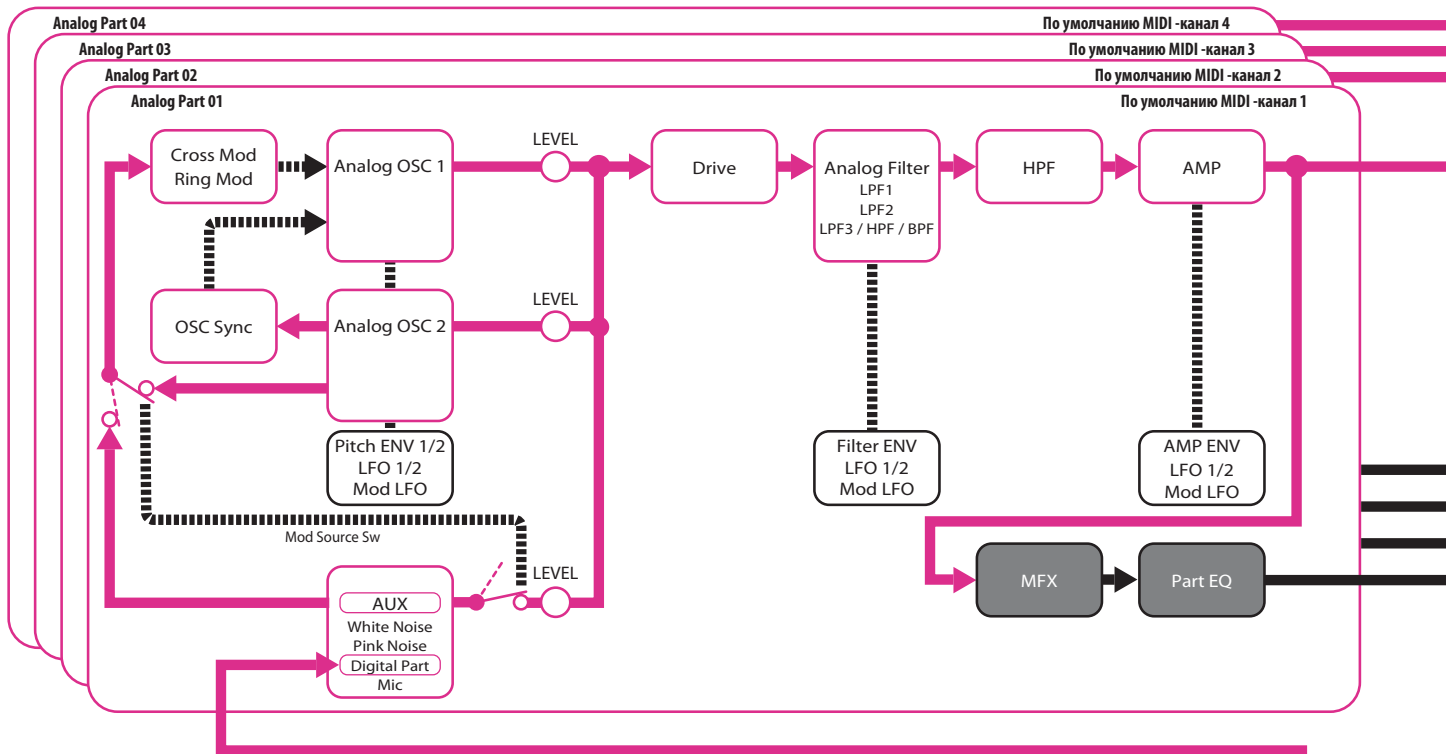 Analog Part 04
По умолчанию MIDI -канал 4
Analog Part 03
По умолчанию MIDI -канал 3
Analog Part 02
По умолчанию MIDI -канал 2
Analog Part 01
По умолчанию MIDI -канал 1
Cross Mod
Ring Mod
Analog OSC 1
LEVEL
Drive
Analog Filter
LPF1
LPF2
LPF3 / HPF / BPF
HPF
AMP
OSC Sync
Analog OSC 2
LEVEL
Pitch ENV 1/2
LFO 1/2
Mod LFO
Filter ENV
LFO 1/2
Mod LFO
AMP ENV
LFO 1/2
Mod LFO
Mod Source Sw
LEVEL
AUX
White Noise
Pink Noise
Digital Part
Mic
MFX
Part EQ